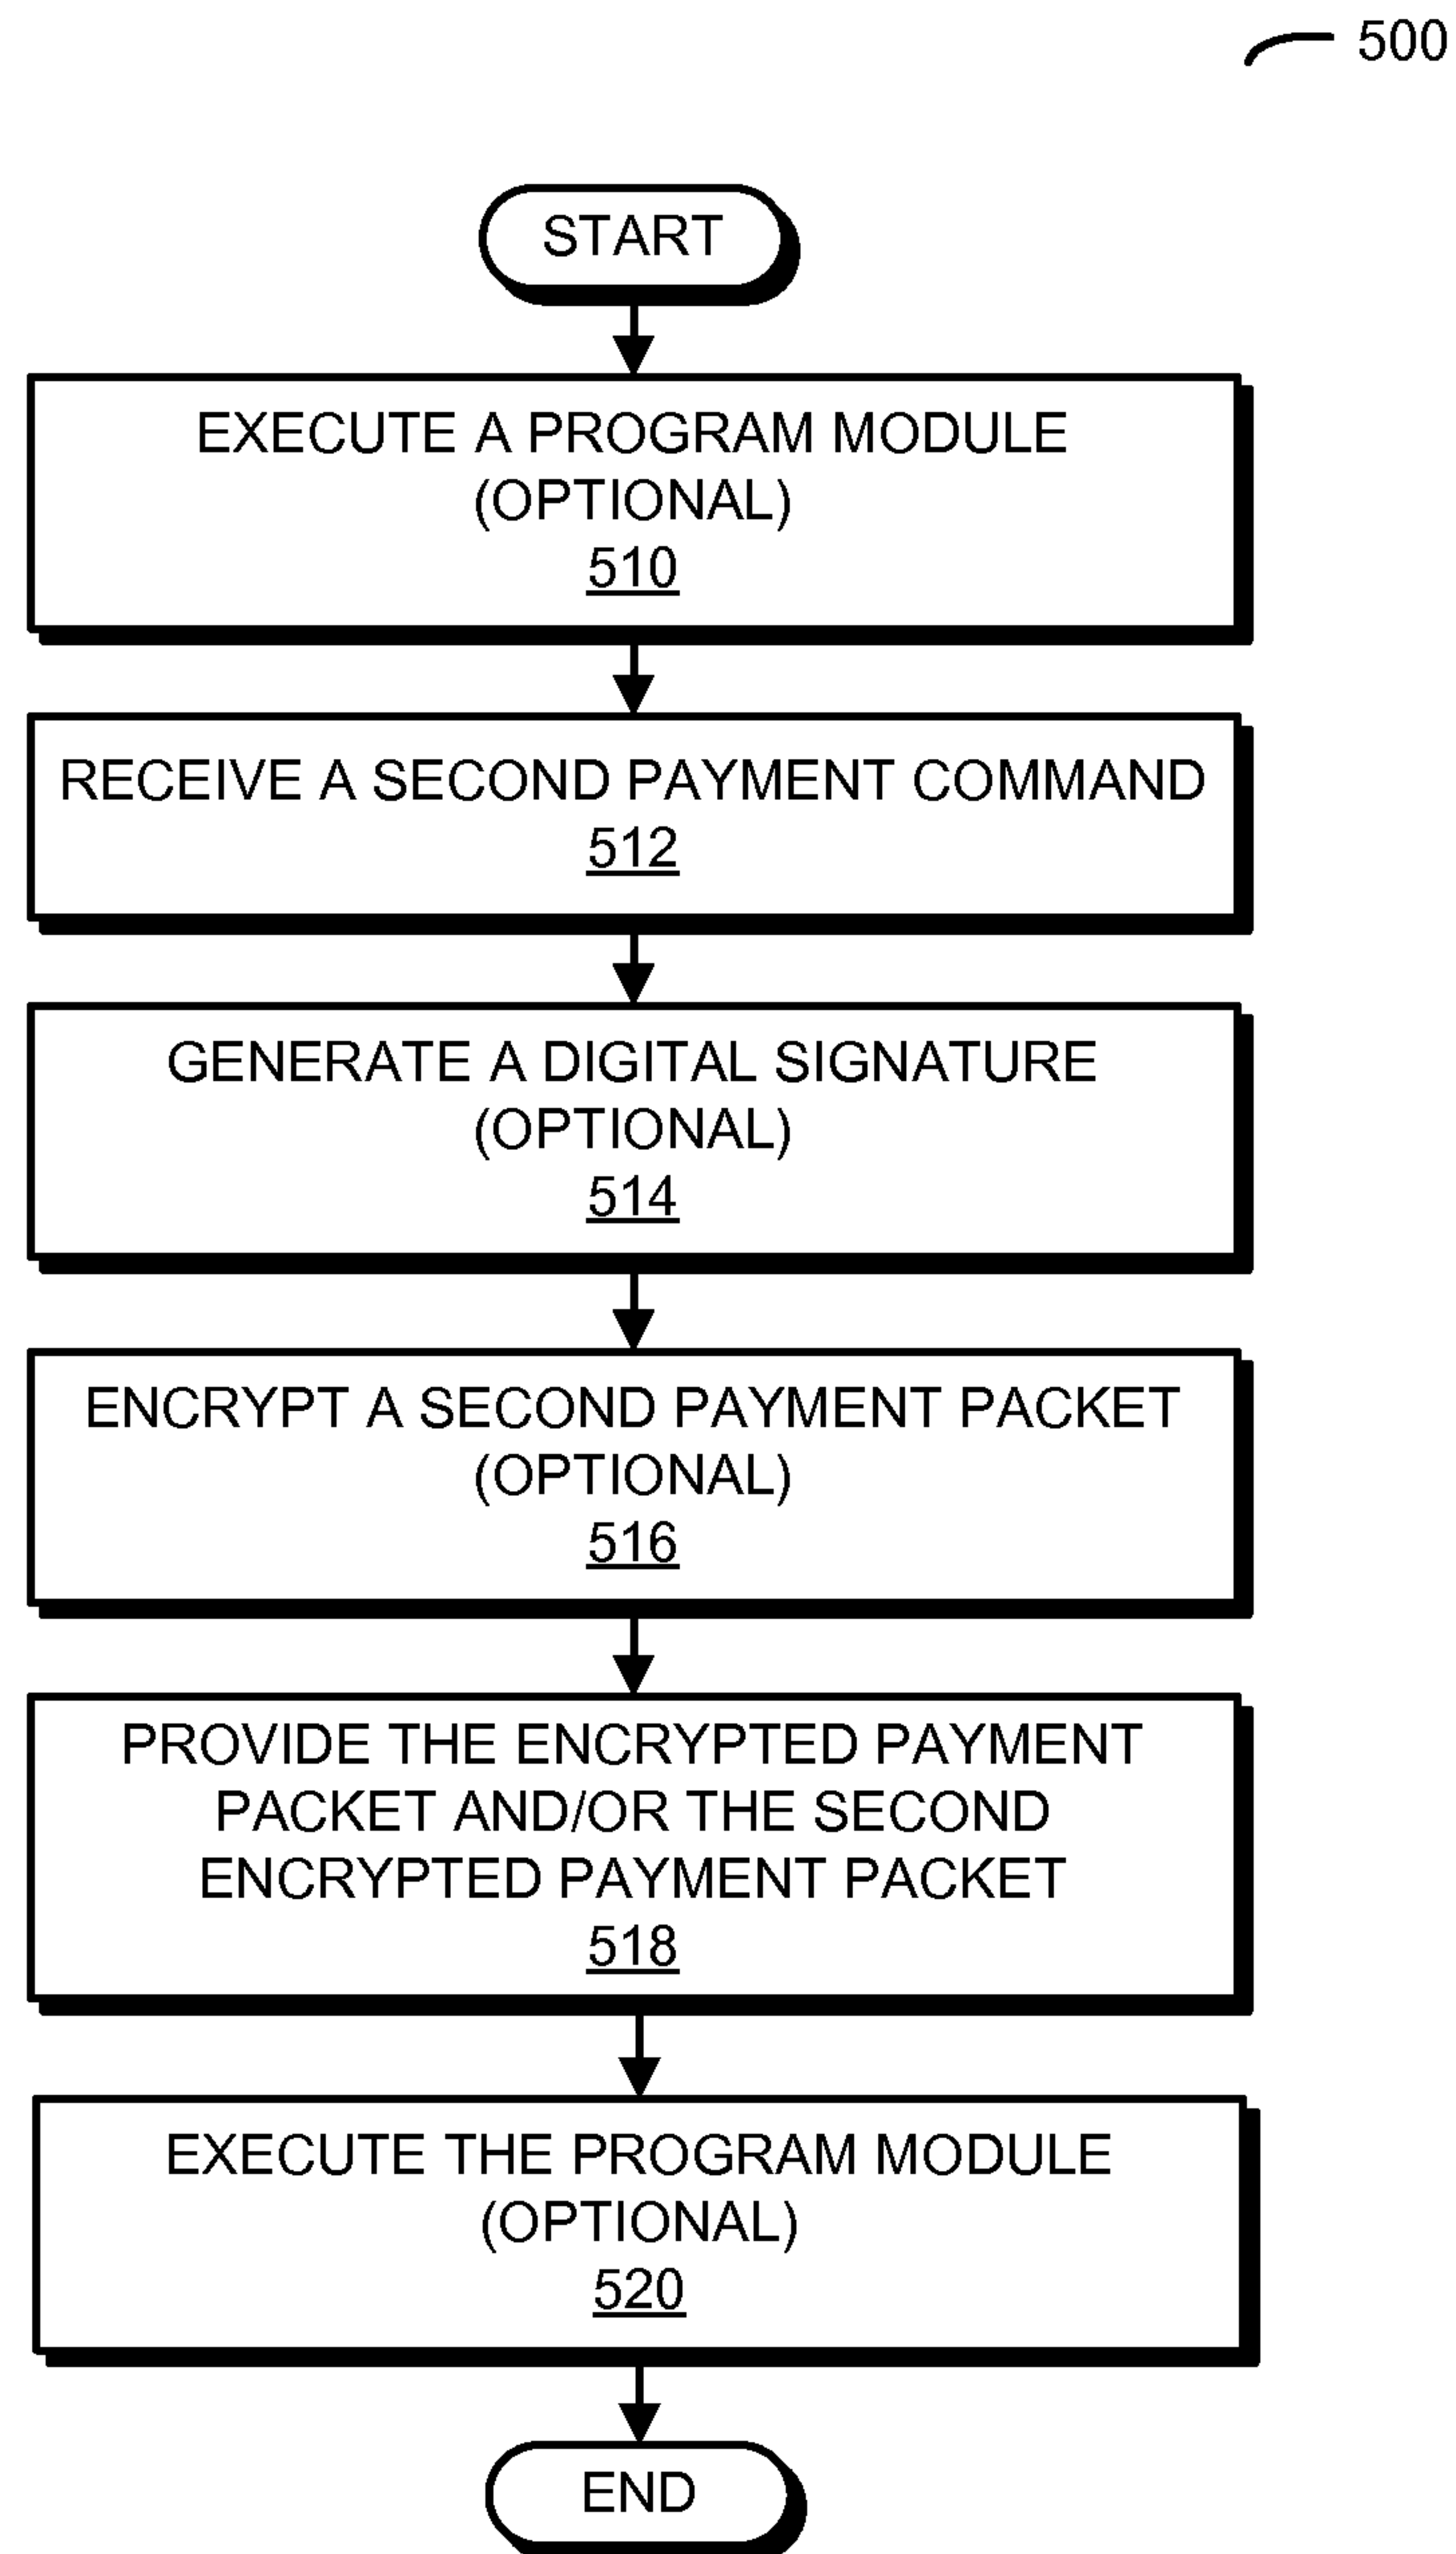 500
START
EXECUTE A PROGRAM MODULE
(OPTIONAL)
510
RECEIVE A SECOND PAYMENT COMMAND
512
GENERATE A DIGITAL SIGNATURE
(OPTIONAL)
514
ENCRYPT A SECOND PAYMENT PACKET
(OPTIONAL)
516
PROVIDE THE ENCRYPTED PAYMENT
PACKET AND/OR THE SECOND
ENCRYPTED PAYMENT PACKET
518
EXECUTE THE PROGRAM MODULE
(OPTIONAL)
520
END